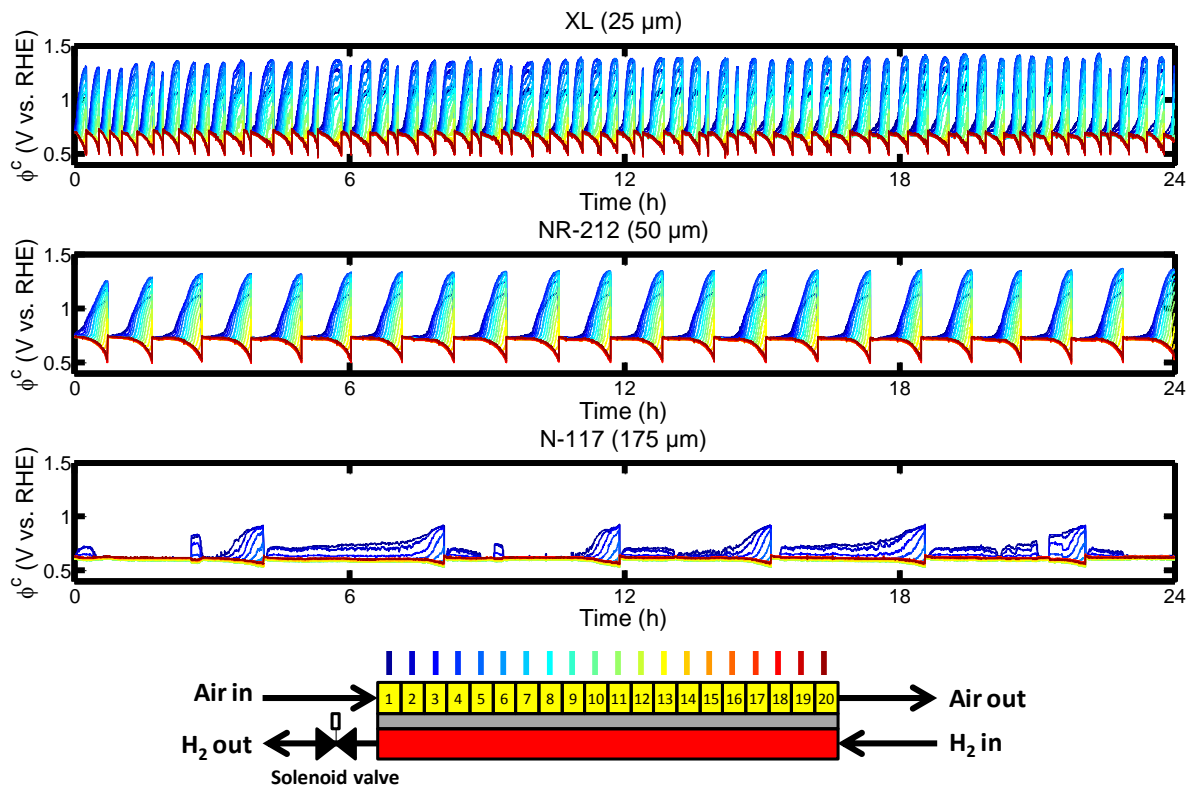 XL (25 µm)
ϕᶜ (V vs. RHE)
1.5
1
0.5
0 6 12 18 24
Time (h)
NR-212 (50 µm)
ϕᶜ (V vs. RHE)
1.5
1
0.5
0 6 12 18 24
Time (h)
N-117 (175 µm)
ϕᶜ (V vs. RHE)
1.5
1
0.5
0 6 12 18 24
Time (h)
Air in
1 2 3 4 5 6 7 8 9 10 11 12 13 14 15 16 17 18 19 20
Air out
H₂ out
H₂ in
Solenoid valve